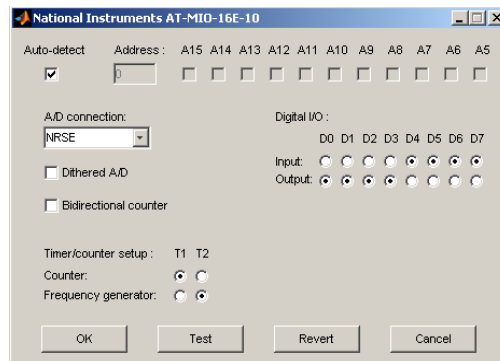 National Instruments AT-MIO-16E-10
Auto-detect Address : A15 A14 A13 A12 A11 A10 A9 A8 A7 A6 A5
0
A/D connection:
NRSE
Dithered A/D
Bidirectional counter
Digital I/O :
D0 D1 D2 D3 D4 D5 D6 D7
Input:
Output:
Timer/counter setup : T1 T2
Counter:
Frequency generator:
OK Test Revert Cancel